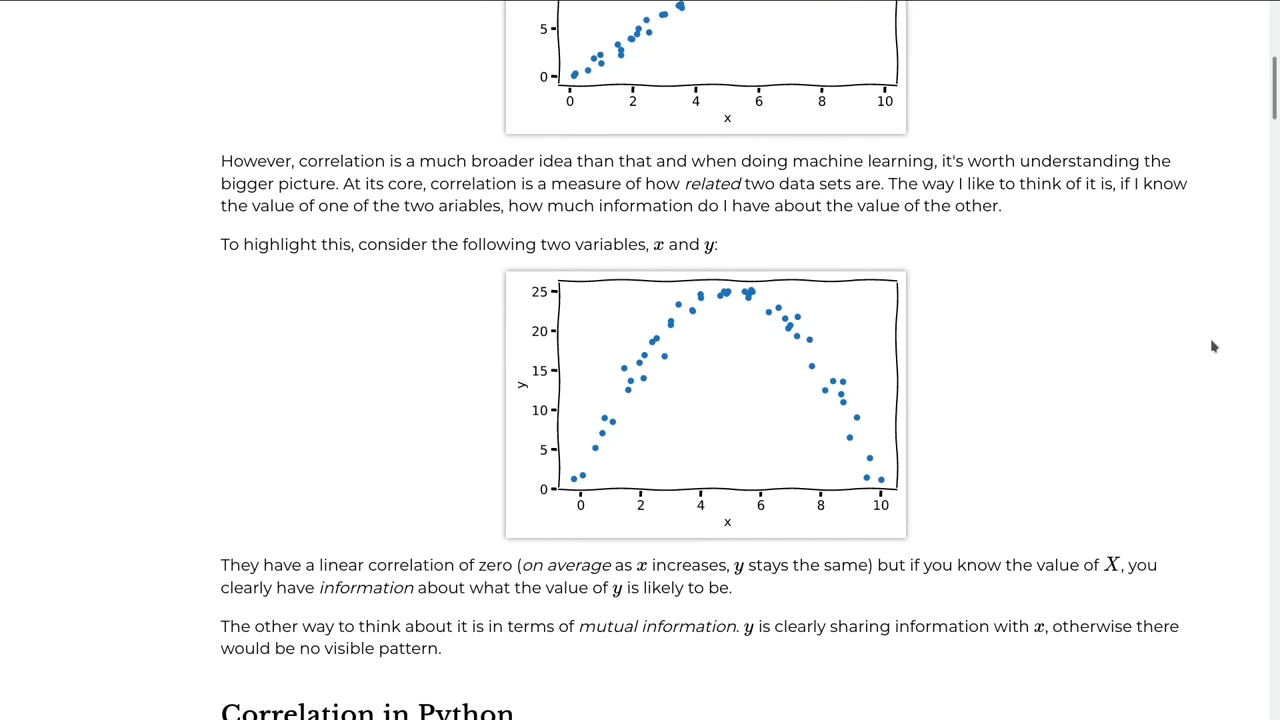 5
0
0 2 4 6 8 10
x
However, correlation is a much broader idea than that and when doing machine learning, it's worth understanding the
bigger picture. At its core, correlation is a measure of how related two data sets are. The way I like to think of it is, if I know
the value of one of the two ariables, how much information do I have about the value of the other.
To highlight this, consider the following two variables, x and y:
25
20
15
y
10
5
0
0 2 4 6 8 10
x
They have a linear correlation of zero (on average as x increases, y stays the same) but if you know the value of X, you
clearly have information about what the value of y is likely to be.
The other way to think about it is in terms of mutual information. y is clearly sharing information with x, otherwise there
would be no visible pattern.
Correlation in Python